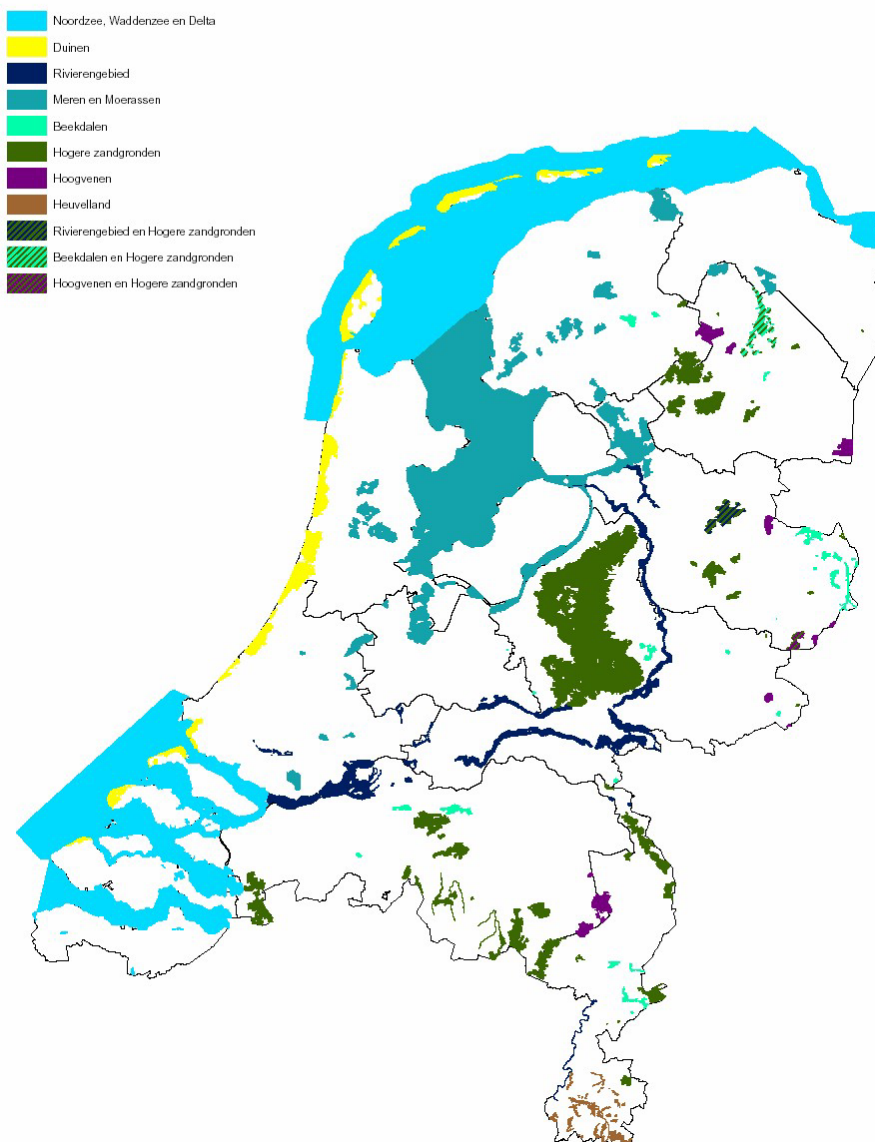 Noordzee, Waddenzee en Delta
Duinen
Rivierengebied
Meren en Moerassen
Beekdalen
Hogere zandgronden
Hoogvenen
Heuvelland
Rivierengebied en Hogere zandgronden
Beekdalen en Hogere zandgronden
Hoogvenen en Hogere zandgronden